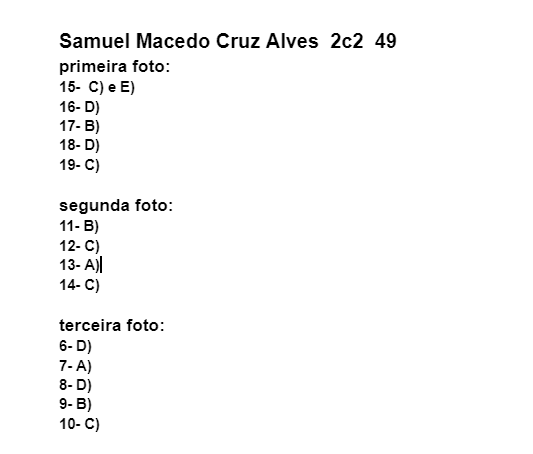 Samuel Macedo Cruz Alves 2c2 49
primeira foto:
15- C) e E)
16- D)
17- B)
18- D)
19- C)
segunda foto:
11- B)
12- C)
13- A)
14- C)
terceira foto:
6- D)
7- A)
8- D)
9- B)
10- C)